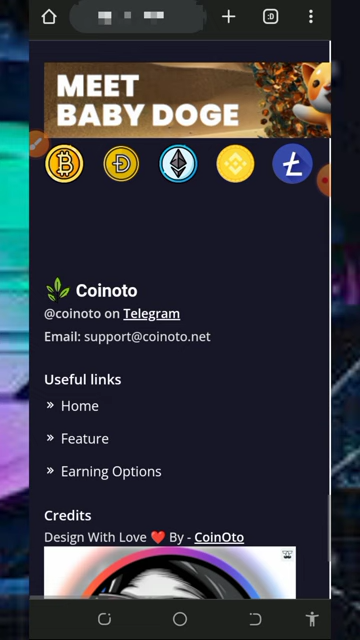 :D
MEET
BABY DOGE
Coinoto
@coinoto on Telegram
Email: support@coinoto.net
Useful links
» Home
» Feature
» Earning Options
Credits
Design With Love ❤️ By - CoinOto